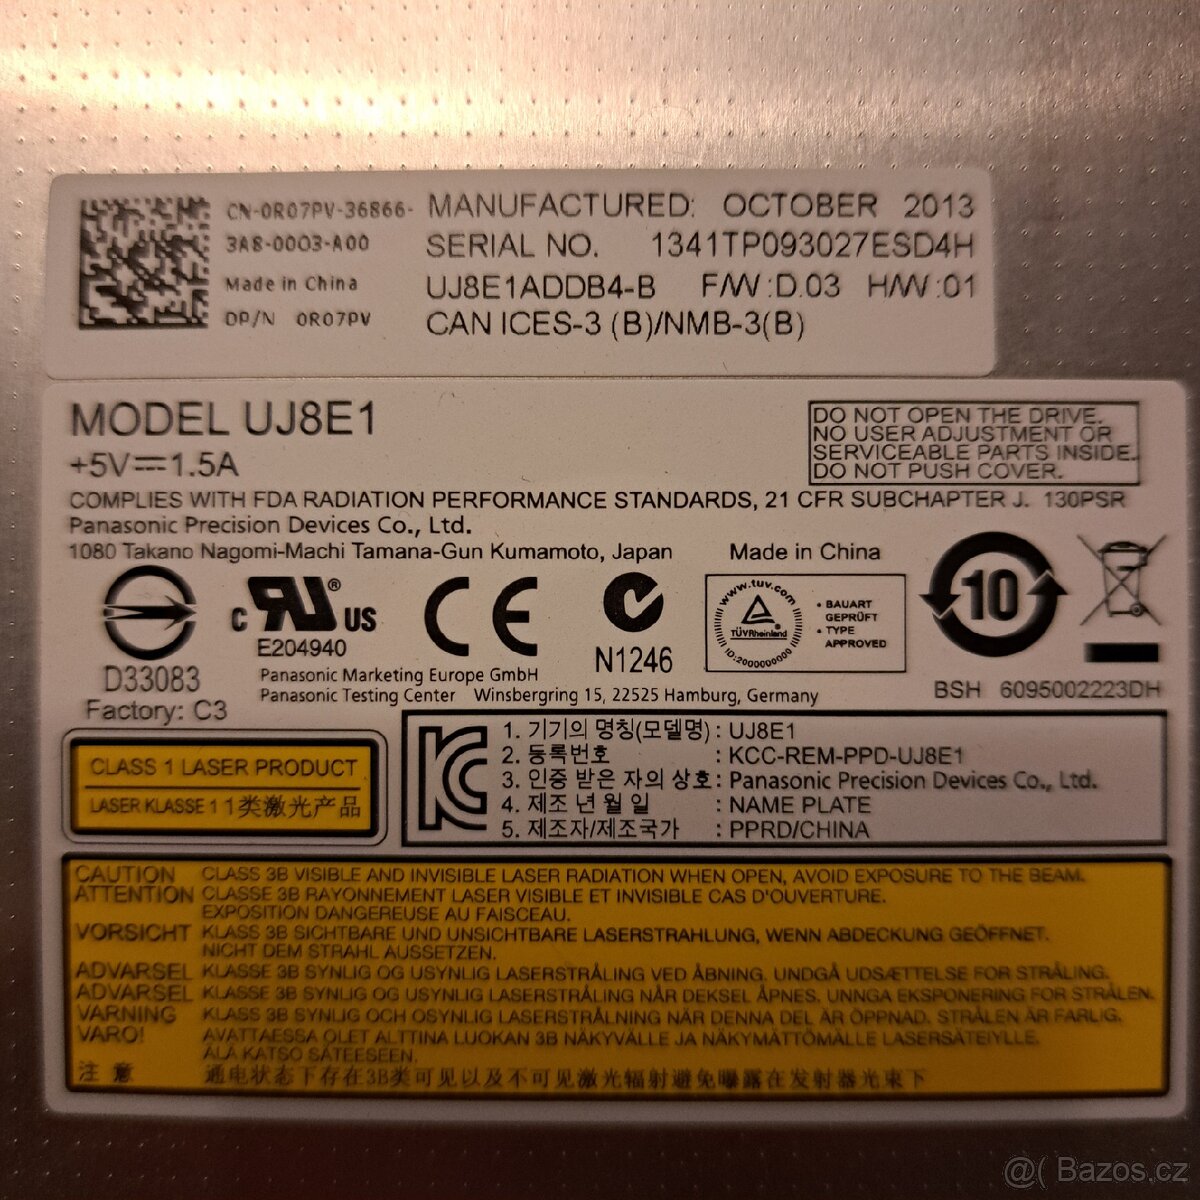 CN-0R07PV-36866-
3A8-0003-A00
Made in China
DP/N 0R07PV
MANUFACTURED: OCTOBER 2013
SERIAL NO. 1341TP093027ESD4H
UJ8E1ADDB4-B F/W:D.03 H/W:01
CAN ICES-3 (B)/NMB-3(B)
MODEL UJ8E1
+5V⎓1.5A
DO NOT OPEN THE DRIVE.
NO USER ADJUSTMENT OR
SERVICEABLE PARTS INSIDE.
DO NOT PUSH COVER.
COMPLIES WITH FDA RADIATION PERFORMANCE STANDARDS, 21 CFR SUBCHAPTER J. 130PSR
Panasonic Precision Devices Co., Ltd.
1080 Takano Nagomi-Machi Tamana-Gun Kumamoto, Japan Made in China
D33083
Factory: C3
c RU ® US
E204940
CE
N1246
www.tuv.com
TÜVRheinland
ID:2000000000
• BAUART
GEPRÜFT
• TYPE
APPROVED
10
Panasonic Marketing Europe GmbH
Panasonic Testing Center Winsbergring 15, 22525 Hamburg, Germany
BSH 6095002223DH
CLASS 1 LASER PRODUCT
LASER KLASSE 1 1类激光产品
1. 기기의 명칭(모델명) : UJ8E1
2. 등록번호 : KCC-REM-PPD-UJ8E1
3. 인증 받은 자의 상호 : Panasonic Precision Devices Co., Ltd.
4. 제조 년 월 일 : NAME PLATE
5. 제조자/제조국가 : PPRD/CHINA
CAUTION CLASS 3B VISIBLE AND INVISIBLE LASER RADIATION WHEN OPEN, AVOID EXPOSURE TO THE BEAM.
ATTENTION CLASSE 3B RAYONNEMENT LASER VISIBLE ET INVISIBLE CAS D'OUVERTURE.
EXPOSITION DANGEREUSE AU FAISCEAU.
VORSICHT KLASSE 3B SICHTBARE UND UNSICHTBARE LASERSTRAHLUNG, WENN ABDECKUNG GEÖFFNET.
NICHT DEM STRAHL AUSSETZEN.
ADVARSEL KLASSE 3B SYNLIG OG USYNLIG LASERSTRÅLING VED ÅBNING. UNDGÅ UDSÆTTELSE FOR STRÅLING.
ADVARSEL KLASSE 3B SYNLIG OG USYNLIG LASERSTRÅLING NÅR DEKSEL ÅPNES. UNNGA EKSPONERING FOR STRÅLEN.
VARNING KLASS 3B SYNLIG OCH OSYNLIG LASERSTRÅLNING NÄR DENNA DEL ÄR ÖPPNAD. STRÅLEN ÄR FARLIG.
VARO! AVATTAESSA OLET ALTTINA LUOKAN 3B NÄKYVÄLLE JA NÄKYMÄTTÖMÄLLE LASERSÄTEILYLLE.
ÄLÄ KATSO SÄTEESEEN.
注 意 通电状态下存在3B类可见以及不可见激光辐射避免曝露在发射器光束下
@( Bazos.cz